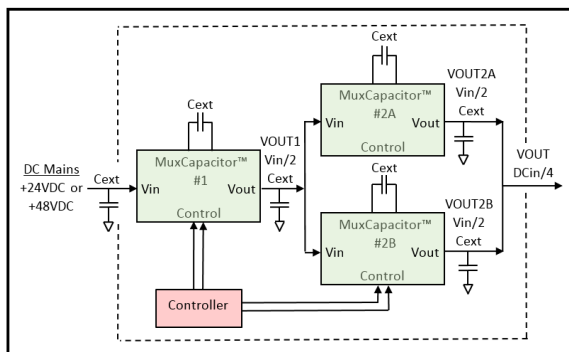 Cext
MuxCapacitor™
#2A
Vin
Vout
Control
VOUT2A
Vin/2
Cext
Cext
MuxCapacitor™
#1
Vin
Vout
Control
VOUT1
Vin/2
Cext
DC Mains
+24VDC or
+48VDC
Cext
VOUT
DCin/4
Cext
MuxCapacitor™
#2B
Vin
Vout
Control
VOUT2B
Vin/2
Cext
Controller